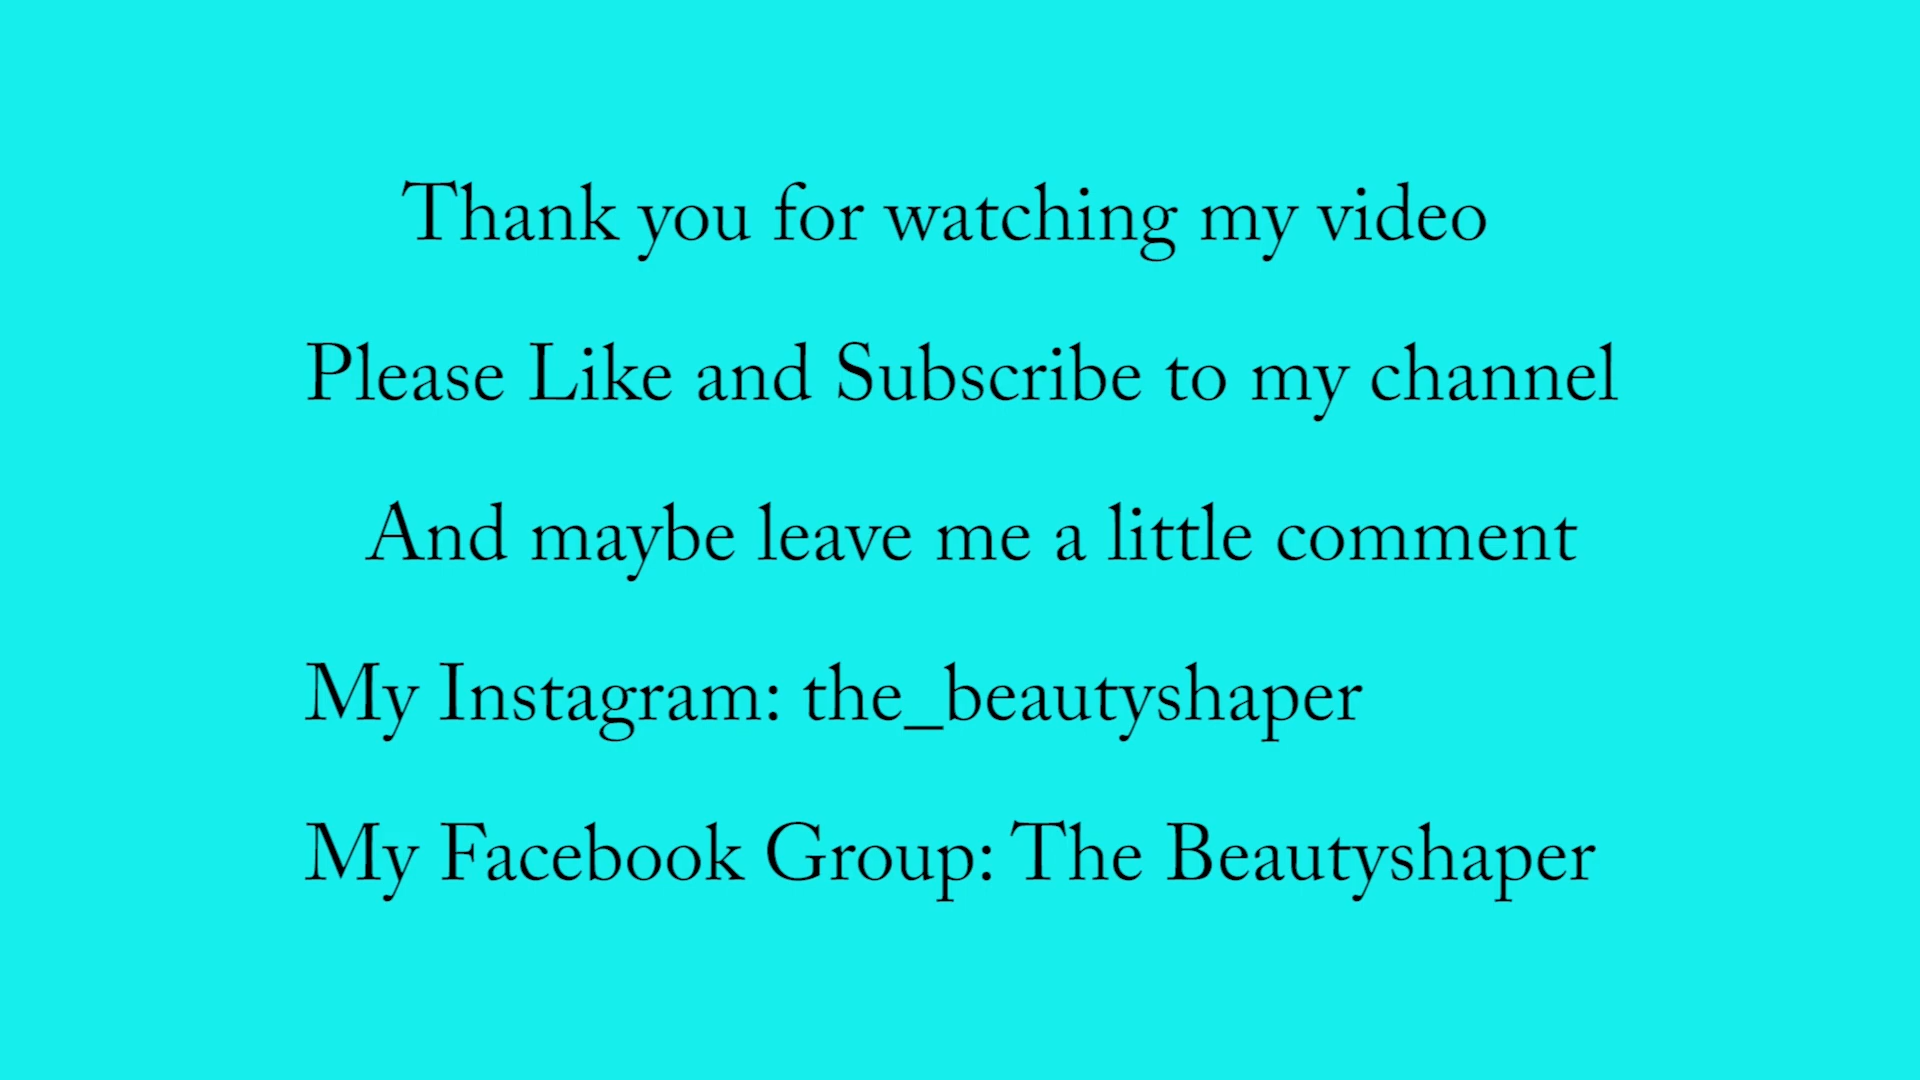 Thank you for watching my video
Please Like and Subscribe to my channel
And maybe leave me a little comment
My Instagram: the_beautyshaper
My Facebook Group: The Beautyshaper